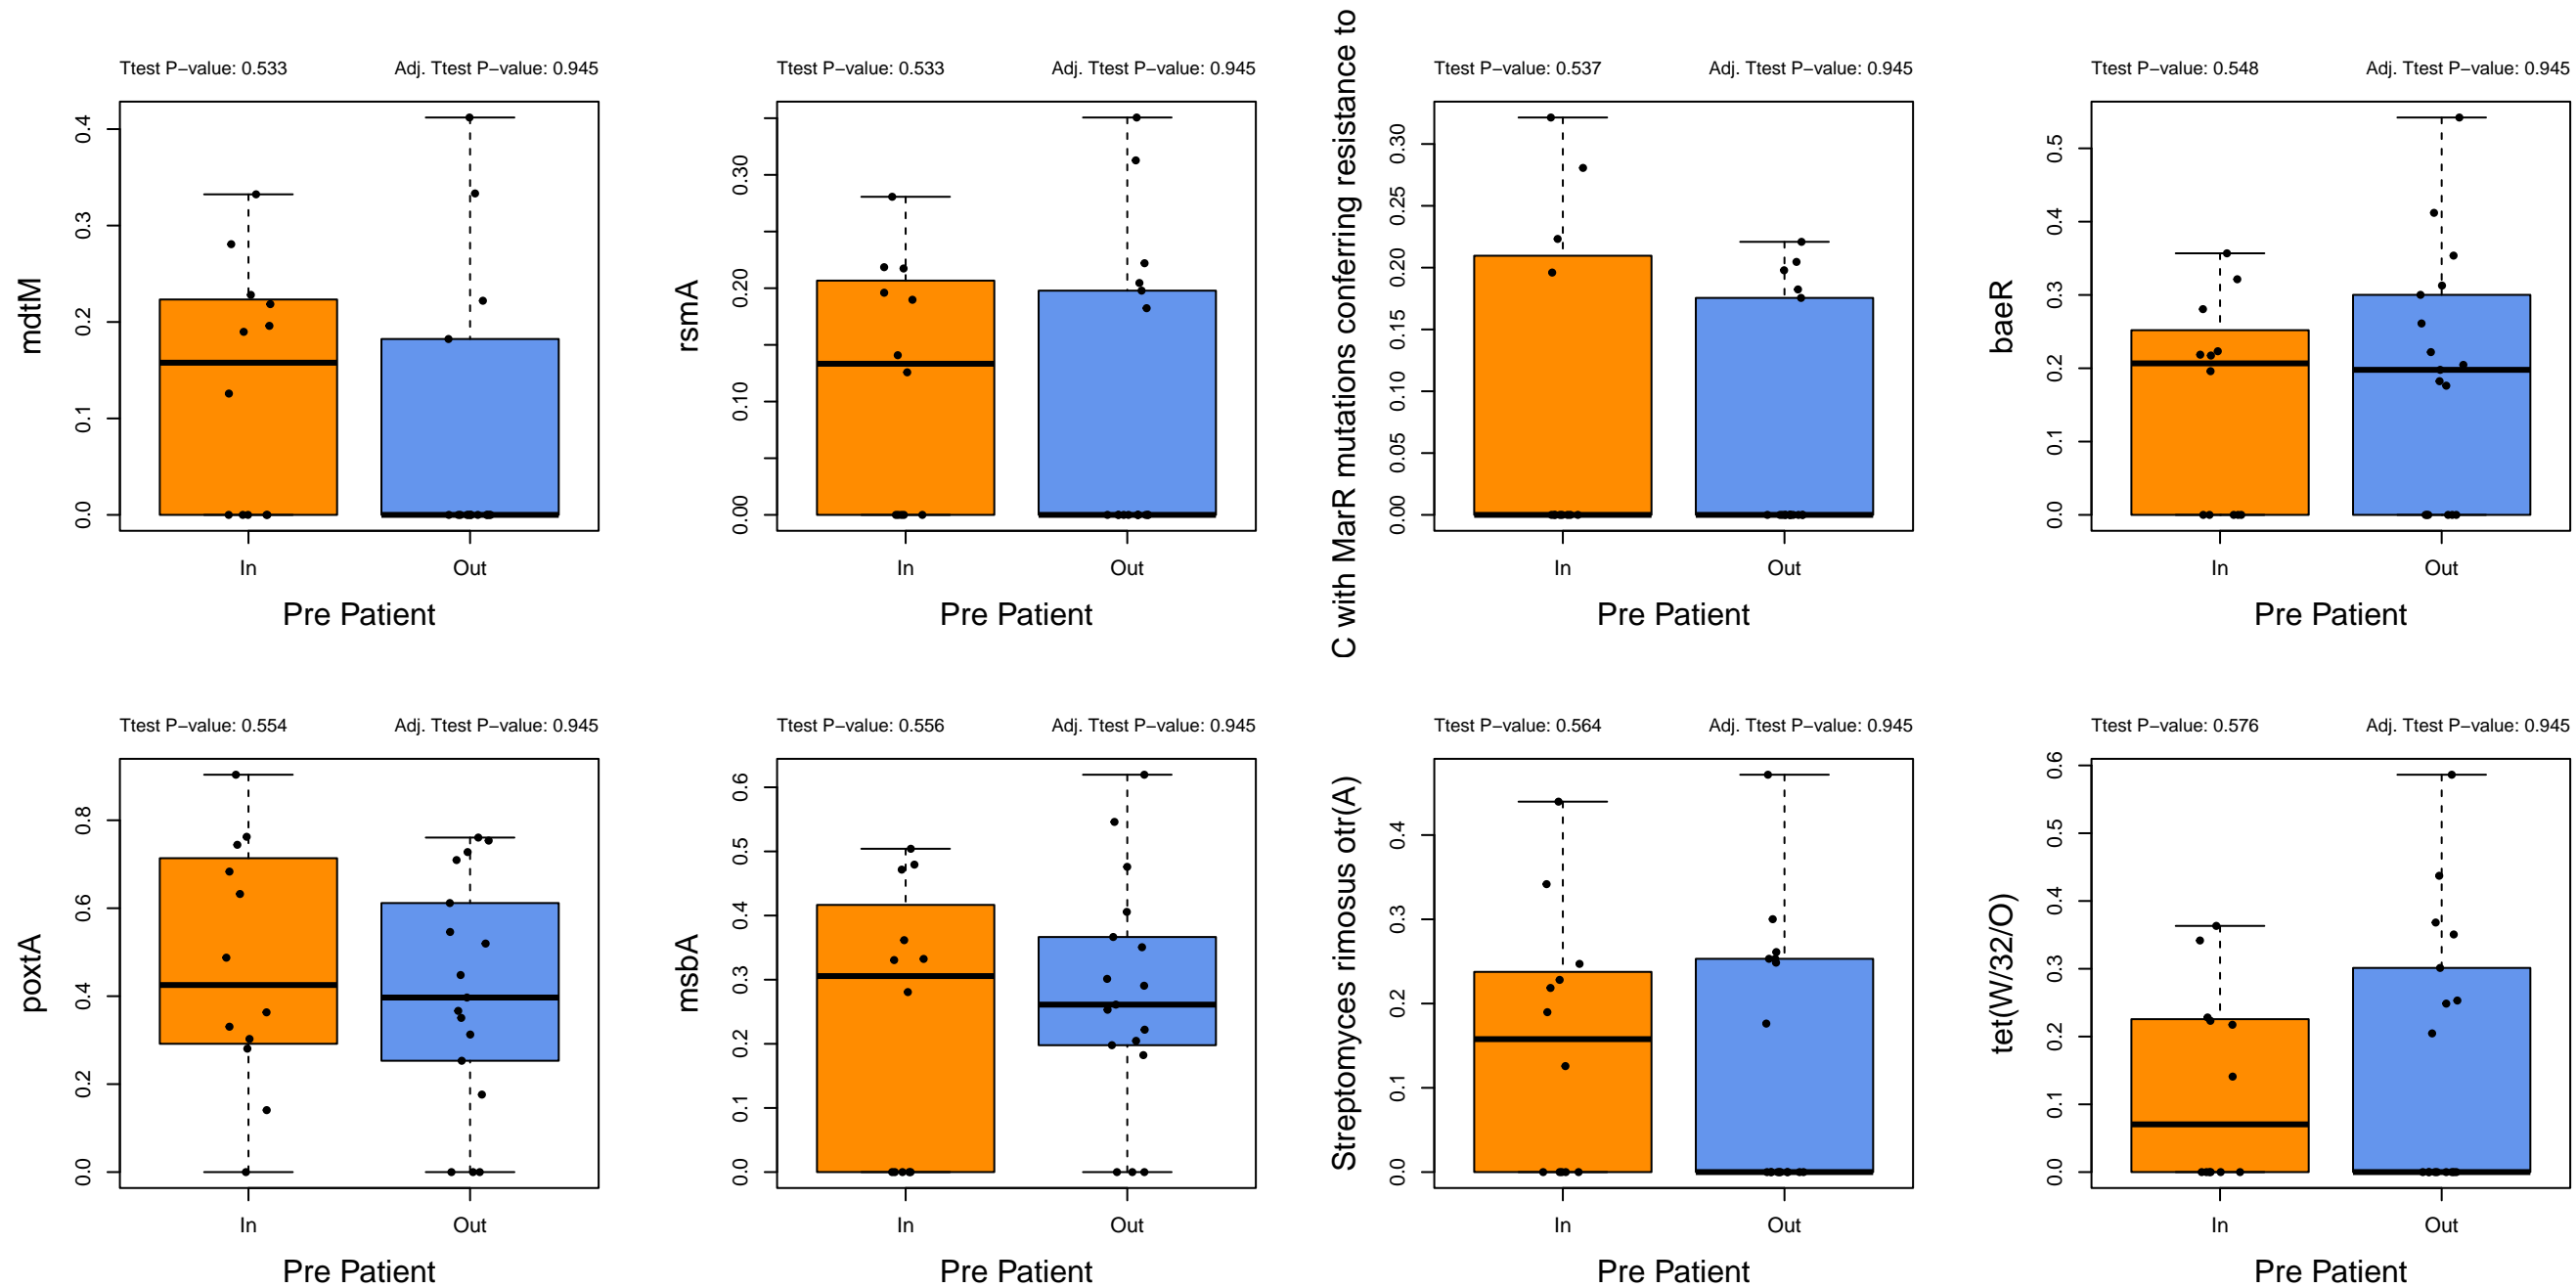 Ttest P−value: 0.533 Adj. Ttest P−value: 0.945
mdtM
0.0 0.1 0.2 0.3 0.4
In Out
Pre Patient
Ttest P−value: 0.533 Adj. Ttest P−value: 0.945
rsmA
0.00 0.10 0.20 0.30
In Out
Pre Patient
Ttest P−value: 0.537 Adj. Ttest P−value: 0.945
C with MarR mutations conferring resistance to
0.00 0.05 0.10 0.15 0.20 0.25 0.30
In Out
Pre Patient
Ttest P−value: 0.548 Adj. Ttest P−value: 0.945
baeR
0.0 0.1 0.2 0.3 0.4 0.5
In Out
Pre Patient
Ttest P−value: 0.554 Adj. Ttest P−value: 0.945
poxtA
0.0 0.2 0.4 0.6 0.8
In Out
Pre Patient
Ttest P−value: 0.556 Adj. Ttest P−value: 0.945
msbA
0.0 0.1 0.2 0.3 0.4 0.5 0.6
In Out
Pre Patient
Ttest P−value: 0.564 Adj. Ttest P−value: 0.945
Streptomyces rimosus otr(A)
0.0 0.1 0.2 0.3 0.4
In Out
Pre Patient
Ttest P−value: 0.576 Adj. Ttest P−value: 0.945
tet(W/32/O)
0.0 0.1 0.2 0.3 0.4 0.5 0.6
In Out
Pre Patient